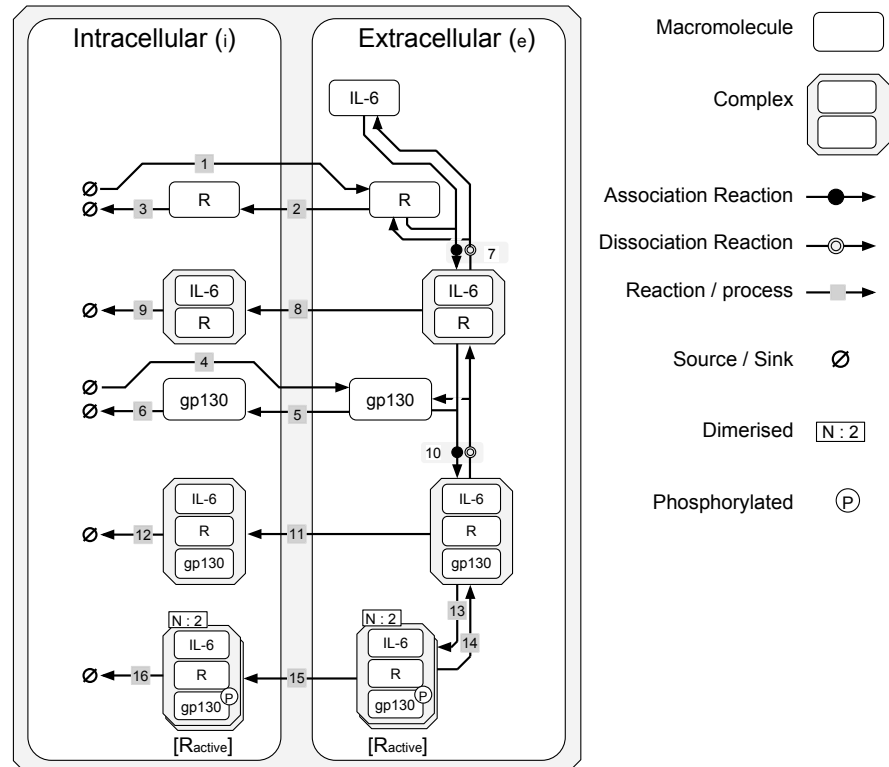 Intracellular (i)
Extracellular (e)
Macromolecule
IL-6
Complex
1
R
R
3
2
Association Reaction
7
Dissociation Reaction
IL-6
R
9
8
IL-6
R
Reaction / process
4
Source / Sink
gp130
gp130
6
5
Dimerised
N : 2
10
IL-6
R
gp130
12
11
IL-6
R
gp130
Phosphorylated
P
13
14
N : 2
IL-6
R
gp130
P
16
15
N : 2
IL-6
R
gp130
P
[Ractive]
[Ractive]